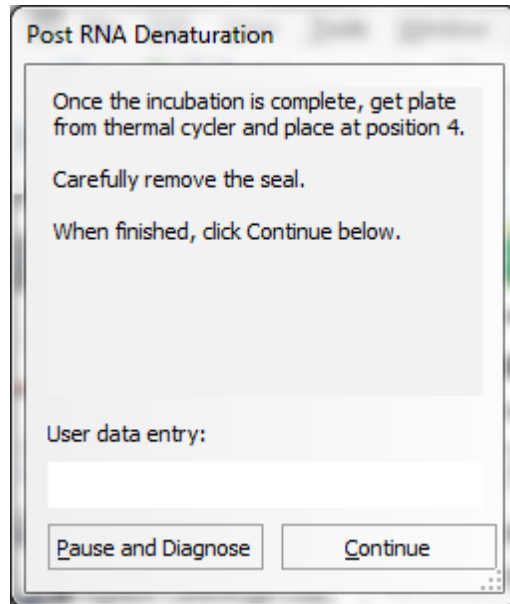 Post RNA Denaturation
Once the incubation is complete, get plate
from thermal cycler and place at position 4.
Carefully remove the seal.
When finished, click Continue below.
User data entry:
Pause and Diagnose
Continue